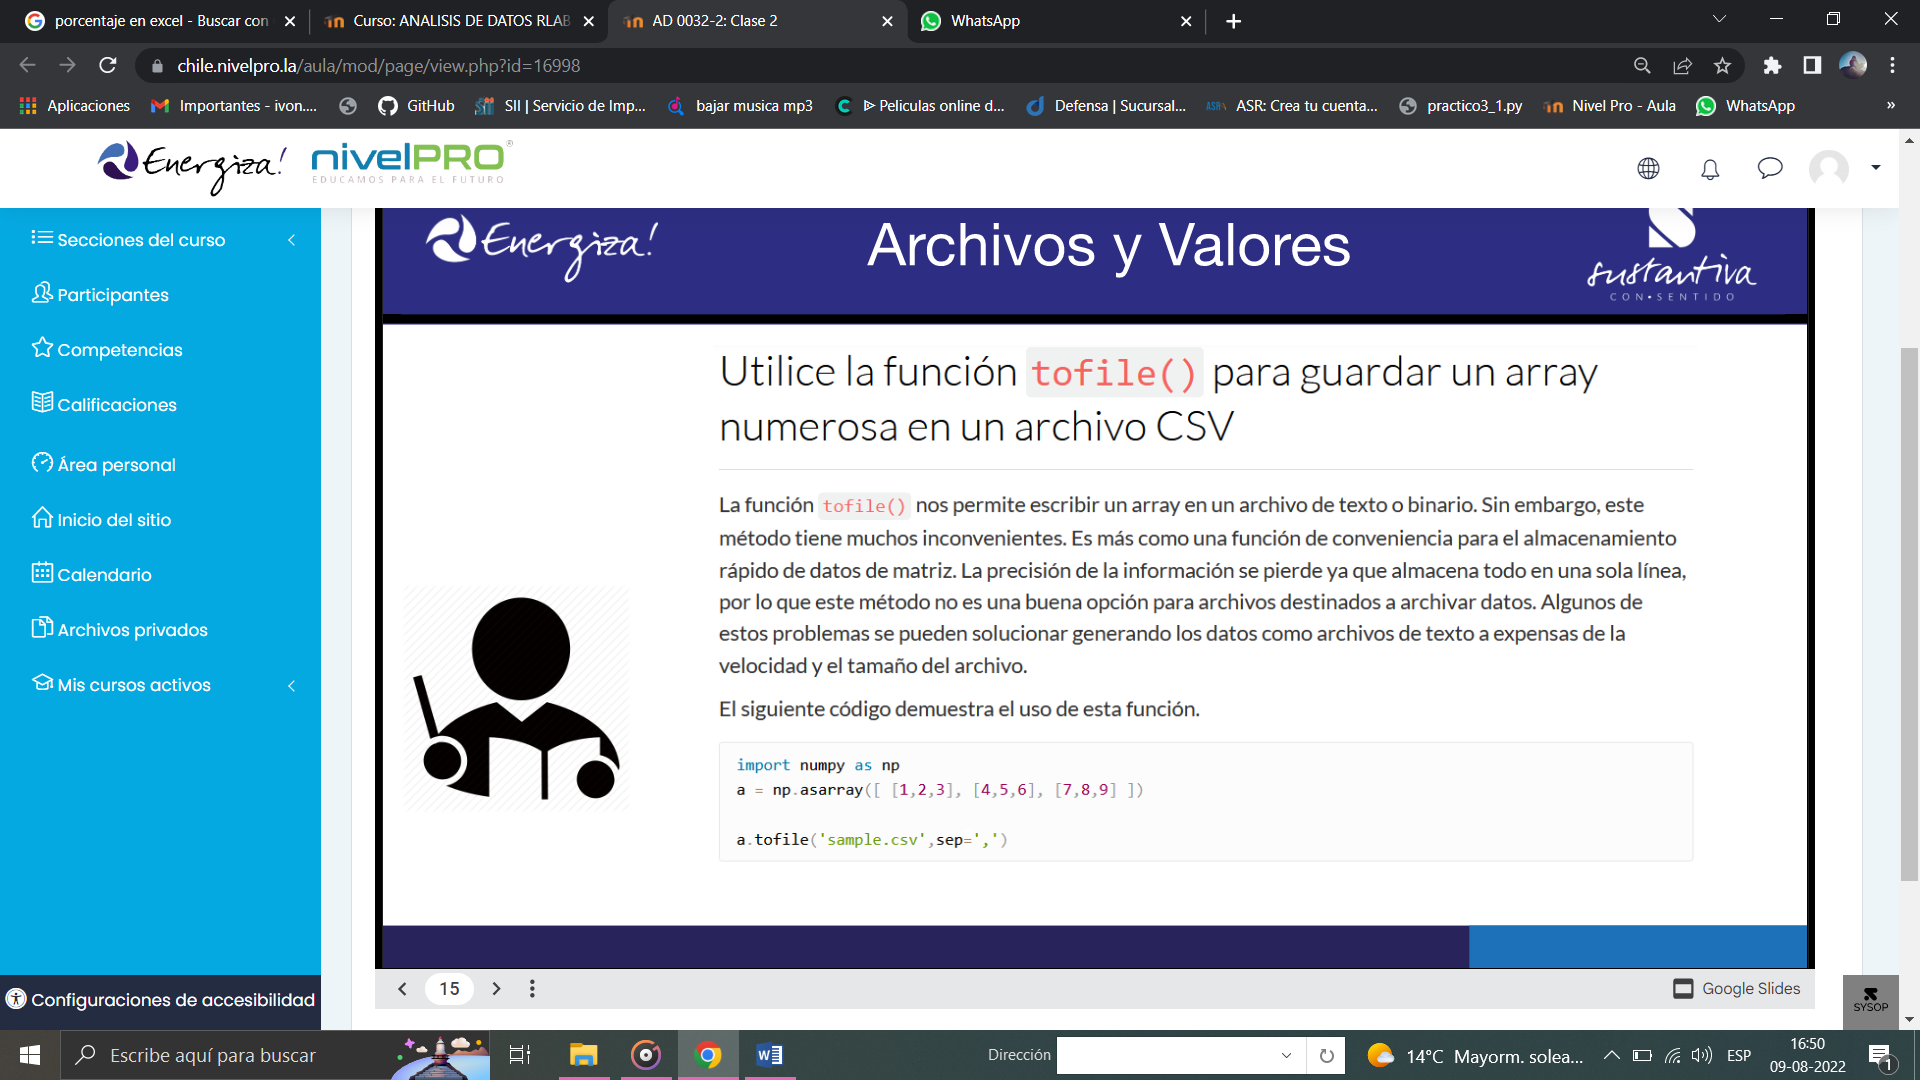 porcentaje en excel - Buscar con
Curso: ANALISIS DE DATOS RLAB
AD 0032-2: Clase 2
WhatsApp
chile.nivelpro.la/aula/mod/page/view.php?id=16998
Aplicaciones
Importantes - ivon....
GitHub
SII | Servicio de Imp...
bajar musica mp3
Peliculas online d...
Defensa | Sucursal...
ASR: Crea tu cuenta...
practico3_1.py
Nivel Pro - Aula
WhatsApp
»
Energiza!
nivelPRO
EDUCAMOS PARA EL FUTURO
Secciones del curso
Participantes
Competencias
Calificaciones
Área personal
Inicio del sitio
Calendario
Archivos privados
Mis cursos activos
Configuraciones de accesibilidad
Energiza!
Archivos y Valores
S
sustantiva
CON•SENTIDO
Utilice la función tofile() para guardar un array
numerosa en un archivo CSV
La función tofile() nos permite escribir un array en un archivo de texto o binario. Sin embargo, este
método tiene muchos inconvenientes. Es más como una función de conveniencia para el almacenamiento
rápido de datos de matriz. La precisión de la información se pierde ya que almacena todo en una sola línea,
por lo que este método no es una buena opción para archivos destinados a archivar datos. Algunos de
estos problemas se pueden solucionar generando los datos como archivos de texto a expensas de la
velocidad y el tamaño del archivo.
El siguiente código demuestra el uso de esta función.
import numpy as np
a = np.asarray([ [1,2,3], [4,5,6], [7,8,9] ])
a.tofile('sample.csv',sep=',')
15
Google Slides
SYSOP
Escribe aquí para buscar
Dirección
14°C Mayorm. solea...
ESP
16:50
09-08-2022
1